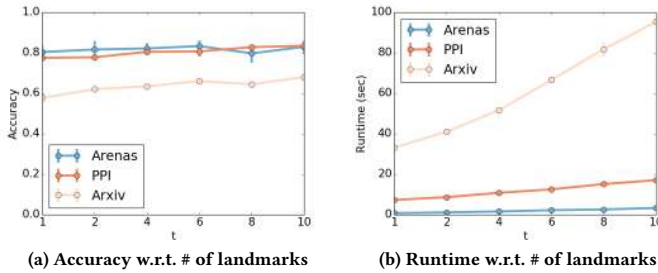 1.0
0.8
0.6
0.4
0.2
0.0
Accuracy
Arenas
PPI
Arxiv
1 2 4 6 8 10
t
(a) Accuracy w.r.t. # of landmarks
100
80
60
40
20
0
Runtime (sec)
Arenas
PPI
Arxiv
1 2 4 6 8 10
t
(b) Runtime w.r.t. # of landmarks